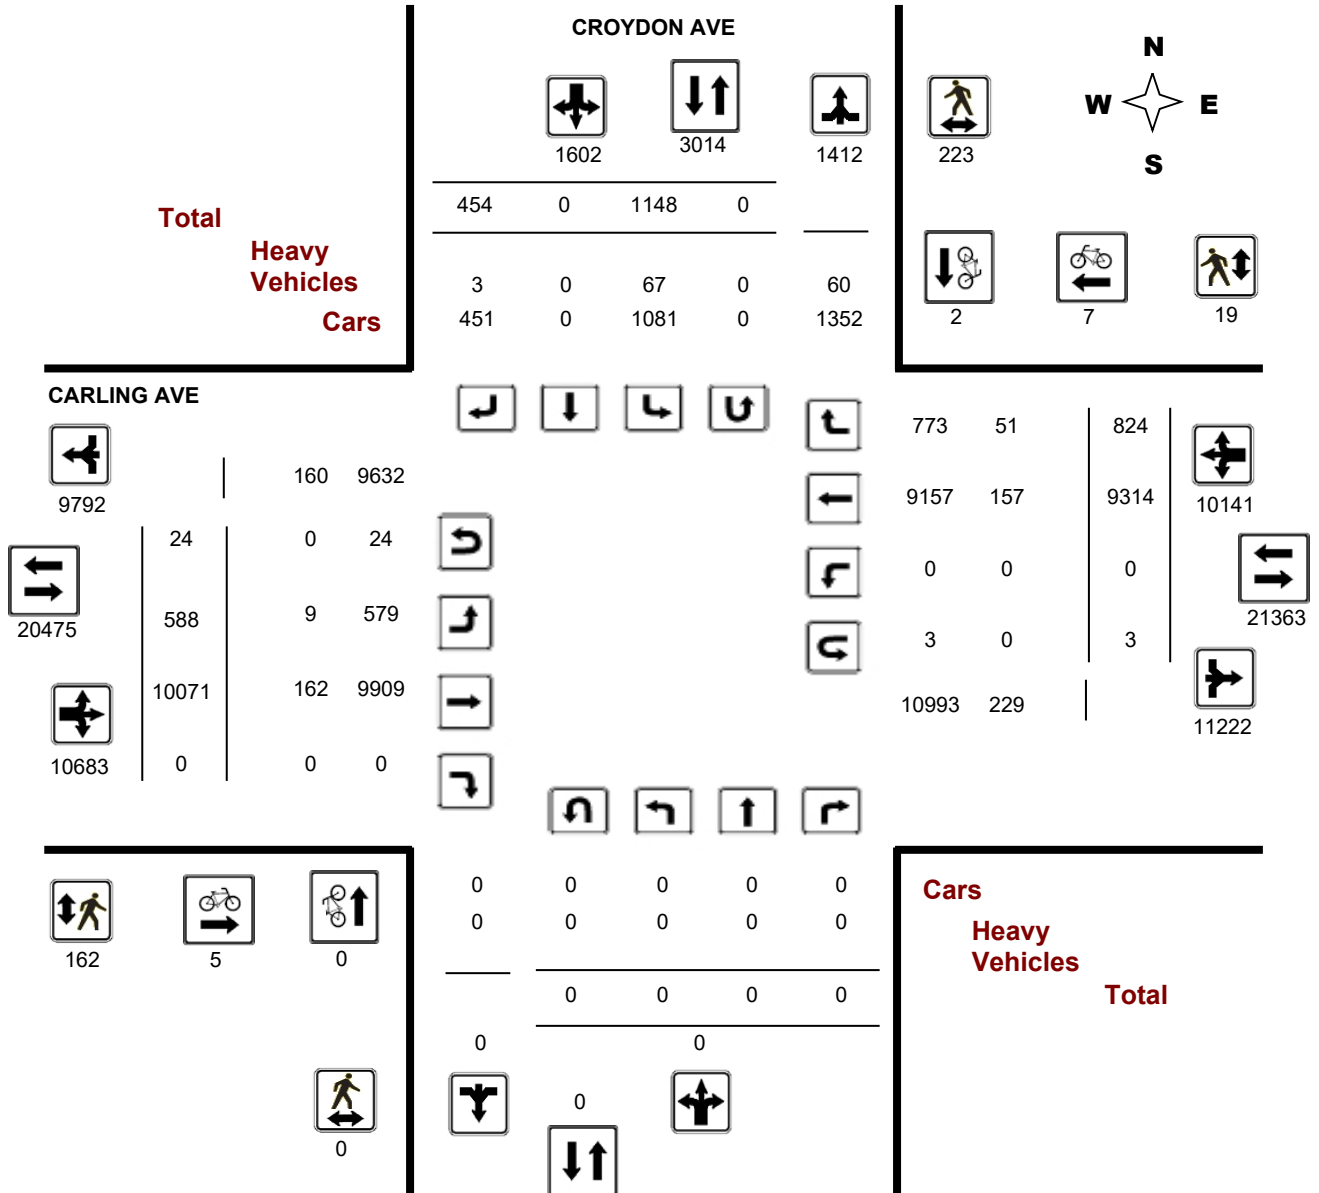 CROYDON AVE
N
W E
S
1602 3014 1412 223
454 0 1148 0
Total
Heavy
Vehicles
3 0 67 0 60
Cars
451 0 1081 0 1352
2 7 19
CARLING AVE
9792
160 9632
24 0 24
20475
588 9 579
10071 162 9909
10683
0 0 0
773 51 824
9157 157 9314
10141
0 0 0
21363
3 0 3
10993 229
11222
162 5 0
0 0 0 0 0
0 0 0 0 0
0 0 0 0
0 0
0
0
Cars
Heavy
Vehicles
Total